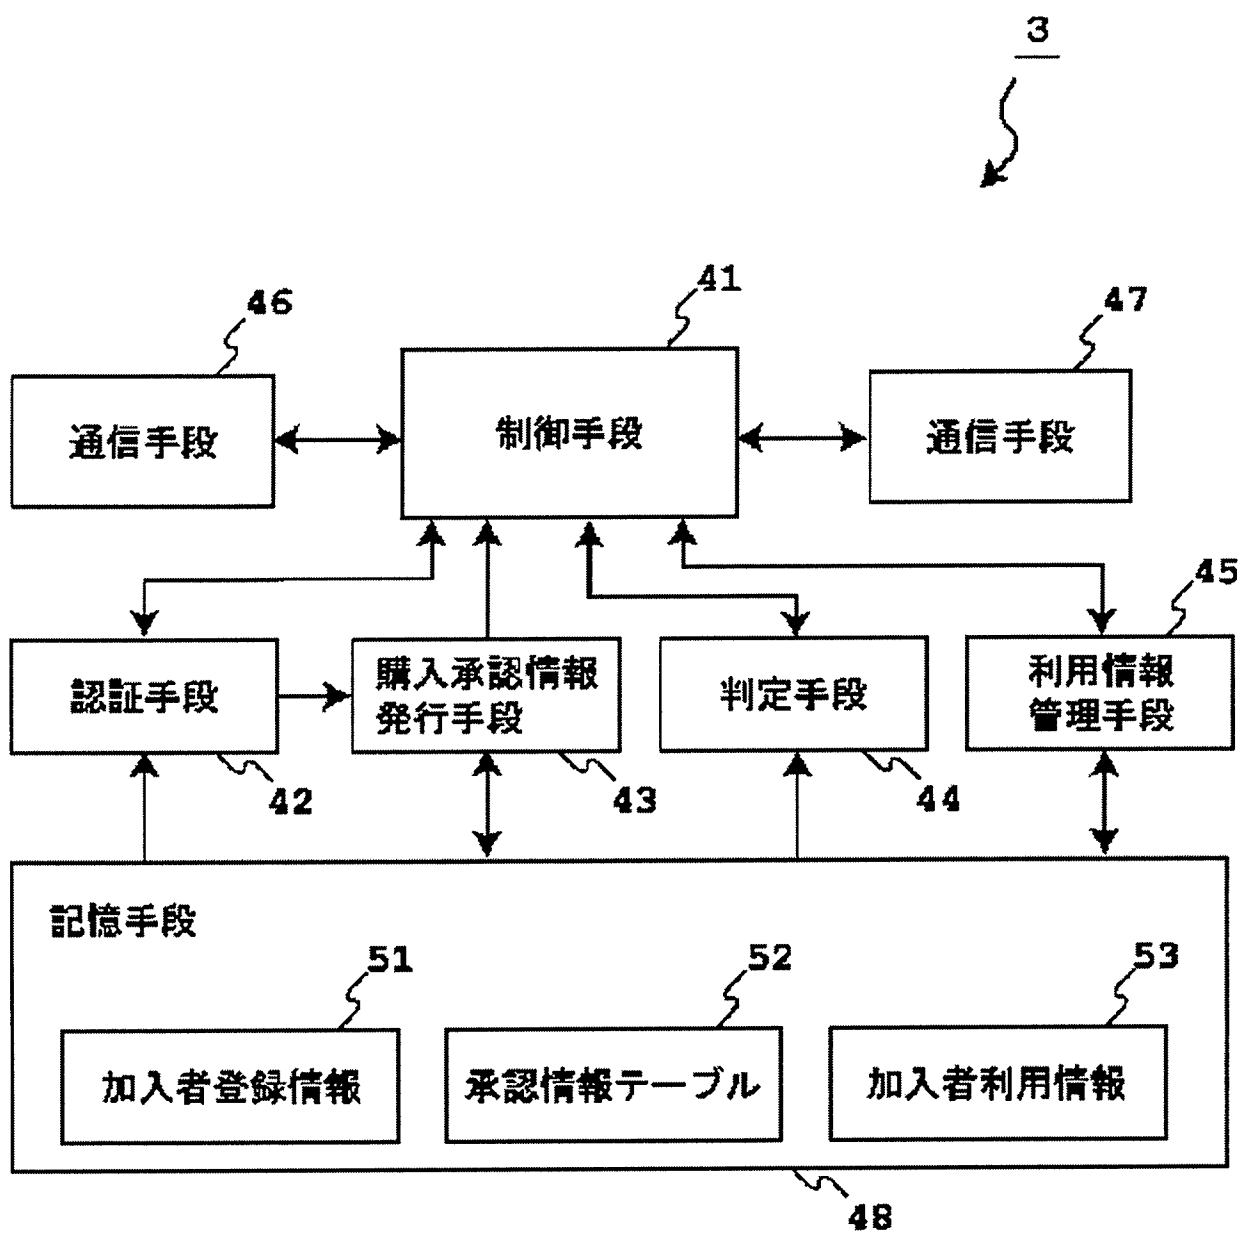 3
46
41
47
通信手段
制御手段
通信手段
45
認証手段
購入承認情報
発行手段
判定手段
利用情報
管理手段
42
43
44
記憶手段
51
52
53
加入者登録情報
承認情報テーブル
加入者利用情報
48